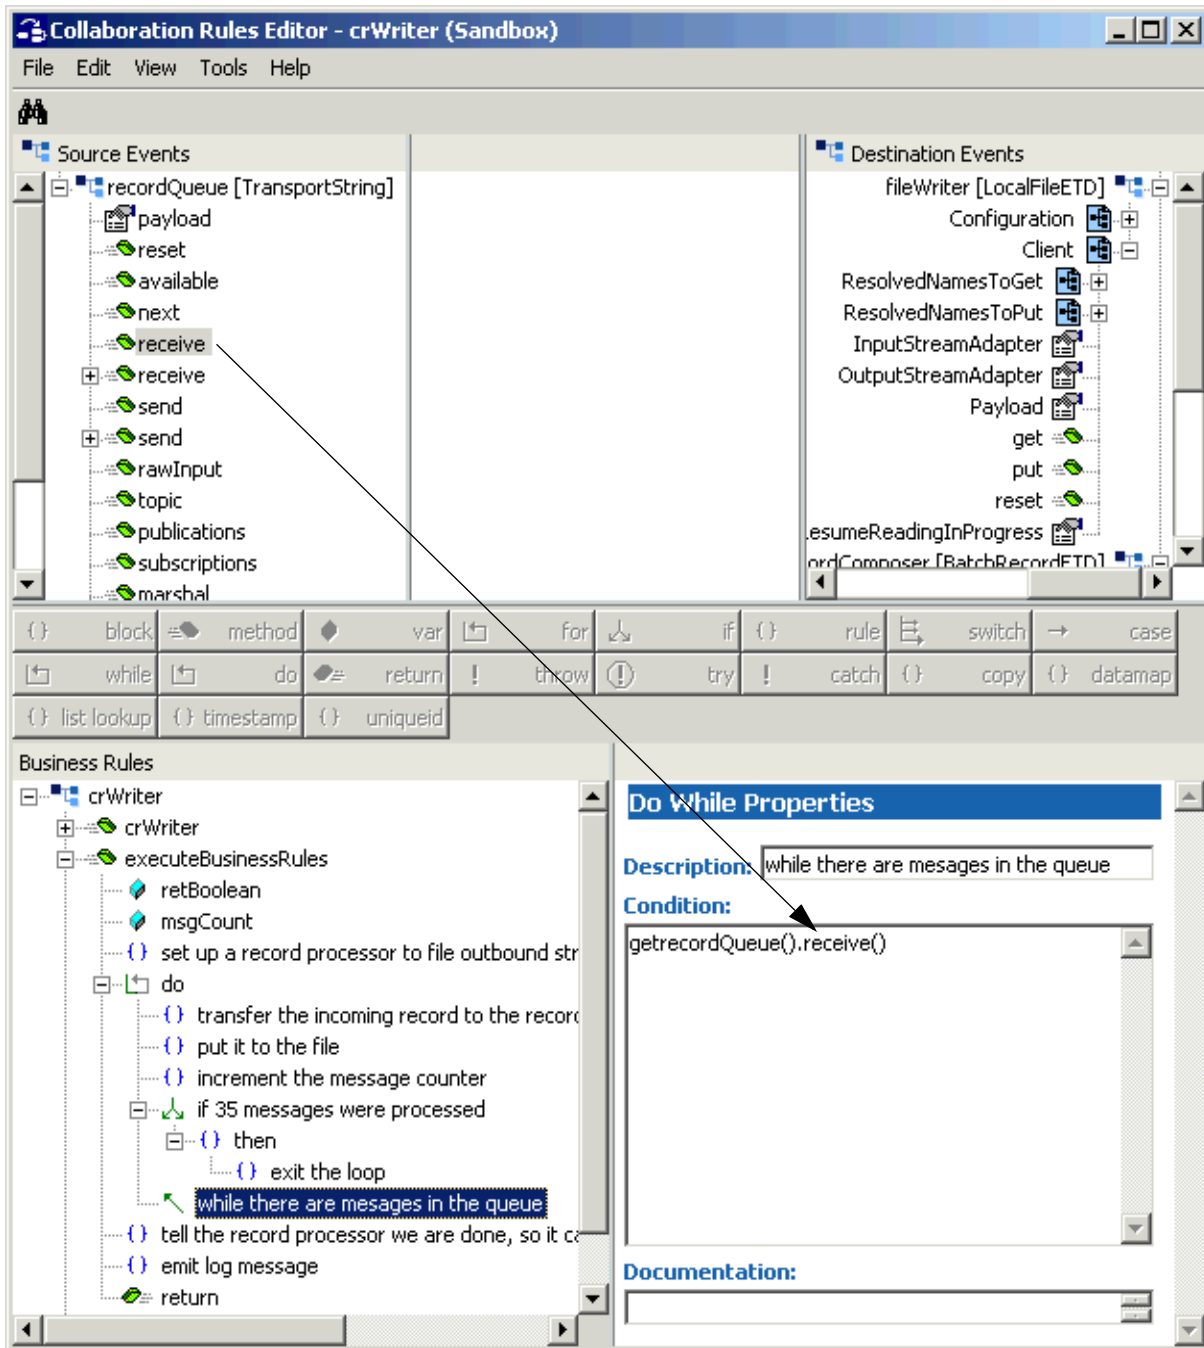 Collaboration Rules Editor - crWriter (Sandbox)
File Edit View Tools Help
Source Events
recordQueue [TransportString]
payload
reset
available
next
receive
receive
send
send
rawInput
topic
publications
subscriptions
marshal
Destination Events
fileWriter [LocalFileETD]
Configuration
Client
ResolvedNamesToGet
ResolvedNamesToPut
InputStreamAdapter
OutputStreamAdapter
Payload
get
put
reset
.esumeReadingInProgress
ordComposer [BatchRecordETD]
{} block method var for if {} rule switch case
while do return ! throw try ! catch {} copy {} datamap
{} list lookup {} timestamp {} uniqueid
Business Rules
crWriter
crWriter
executeBusinessRules
retBoolean
msgCount
{} set up a record processor to file outbound str
do
{} transfer the incoming record to the record
{} put it to the file
{} increment the message counter
if 35 messages were processed
{} then
{} exit the loop
while there are mesages in the queue
{} tell the record processor we are done, so it ca
{} emit log message
return
Do While Properties
Description: while there are mesages in the queue
Condition:
getrecordQueue().receive()
Documentation: